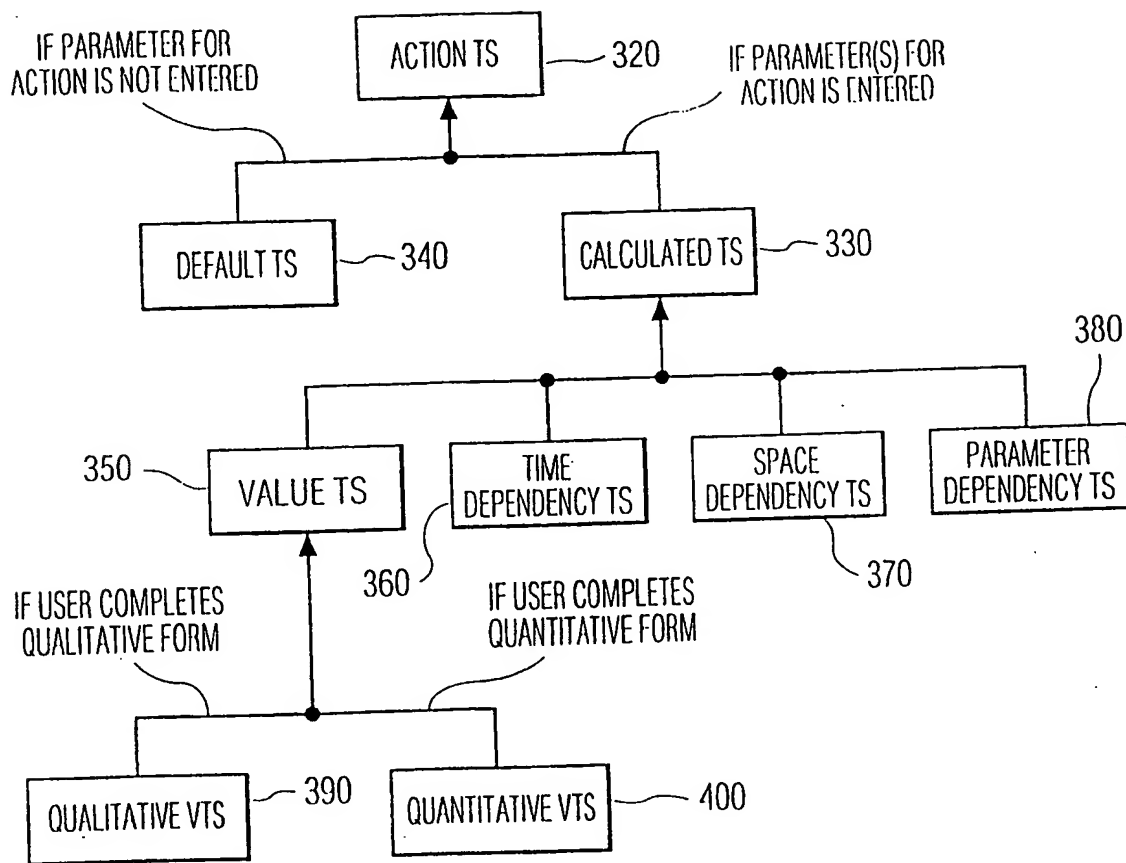 IF PARAMETER FOR
ACTION IS NOT ENTERED
ACTION TS
320
IF PARAMETER(S) FOR
ACTION IS ENTERED
DEFAULT TS
340
CALCULATED TS
330
380
350
VALUE TS
TIME
DEPENDENCY TS
SPACE
DEPENDENCY TS
PARAMETER
DEPENDENCY TS
360
370
IF USER COMPLETES
QUALITATIVE FORM
IF USER COMPLETES
QUANTITATIVE FORM
QUALITATIVE VTS
390
QUANTITATIVE VTS
400